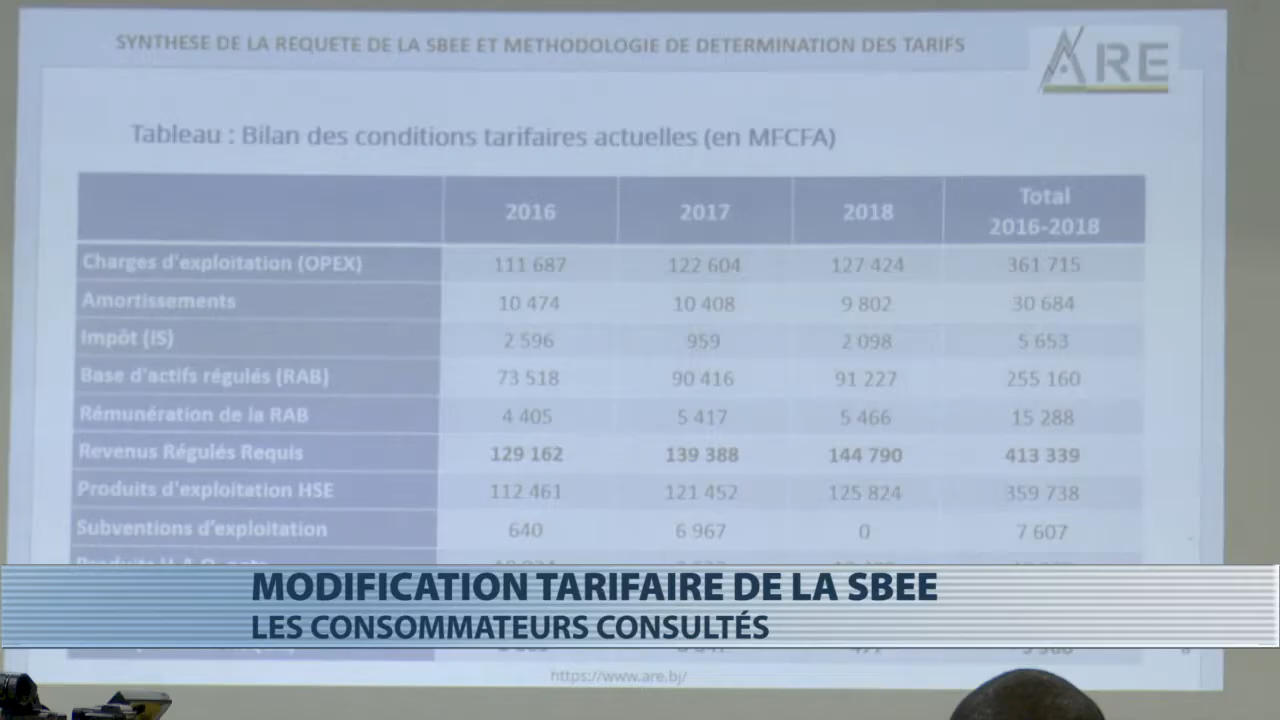 SYNTHESE DE LA REQUETE DE LA SBEE ET METHODOLOGIE DE DETERMINATION DES TARIFS
ARE
Tableau : Bilan des conditions tarifaires actuelles (en MFCFA)
2016 2017 2018 Total 2016-2018
Charges d'exploitation (OPEX) 111 687 122 604 127 424 361 715
Amortissements 10 474 10 408 9 802 30 684
Impôt (IS) 2 596 959 2 098 5 653
Base d'actifs régulés (RAB) 73 518 90 416 91 227 255 160
Rémunération de la RAB 4 405 5 417 5 466 15 288
Revenus Régulés Requis 129 162 139 388 144 790 413 339
Produits d'exploitation HSE 112 461 121 452 125 824 359 738
Subventions d'exploitation 640 6 967 0 7 607
MODIFICATION TARIFAIRE DE LA SBEE
LES CONSOMMATEURS CONSULTÉS
https://www.are.bj/